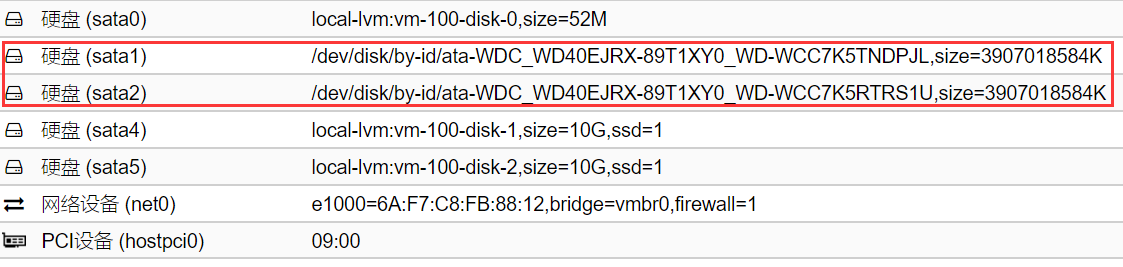 硬盘 (sata0) local-lvm:vm-100-disk-0,size=52M
硬盘 (sata1) /dev/disk/by-id/ata-WDC_WD40EJRX-89T1XY0_WD-WCC7K5TNDPJL,size=3907018584K
硬盘 (sata2) /dev/disk/by-id/ata-WDC_WD40EJRX-89T1XY0_WD-WCC7K5RTRS1U,size=3907018584K
硬盘 (sata4) local-lvm:vm-100-disk-1,size=10G,ssd=1
硬盘 (sata5) local-lvm:vm-100-disk-2,size=10G,ssd=1
网络设备 (net0) e1000=6A:F7:C8:FB:88:12,bridge=vmbr0,firewall=1
PCI设备 (hostpci0) 09:00